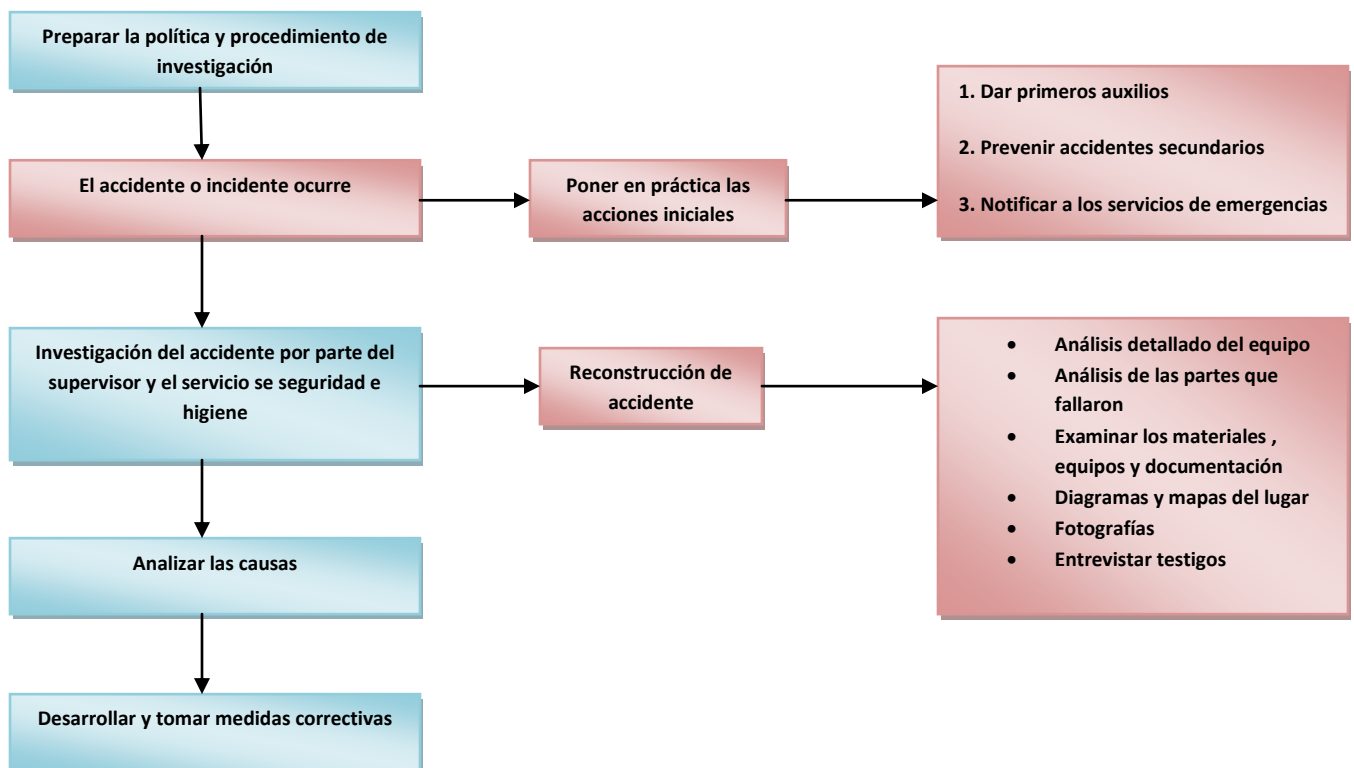 Preparar la política y procedimiento de
investigación
El accidente o incidente ocurre
Poner en práctica las
acciones iniciales
1. Dar primeros auxilios
2. Prevenir accidentes secundarios
3. Notificar a los servicios de emergencias
Investigación del accidente por parte del
supervisor y el servicio se seguridad e
higiene
Reconstrucción de
accidente
• Análisis detallado del equipo
• Análisis de las partes que
fallaron
• Examinar los materiales ,
equipos y documentación
• Diagramas y mapas del lugar
• Fotografías
• Entrevistar testigos
Analizar las causas
Desarrollar y tomar medidas correctivas